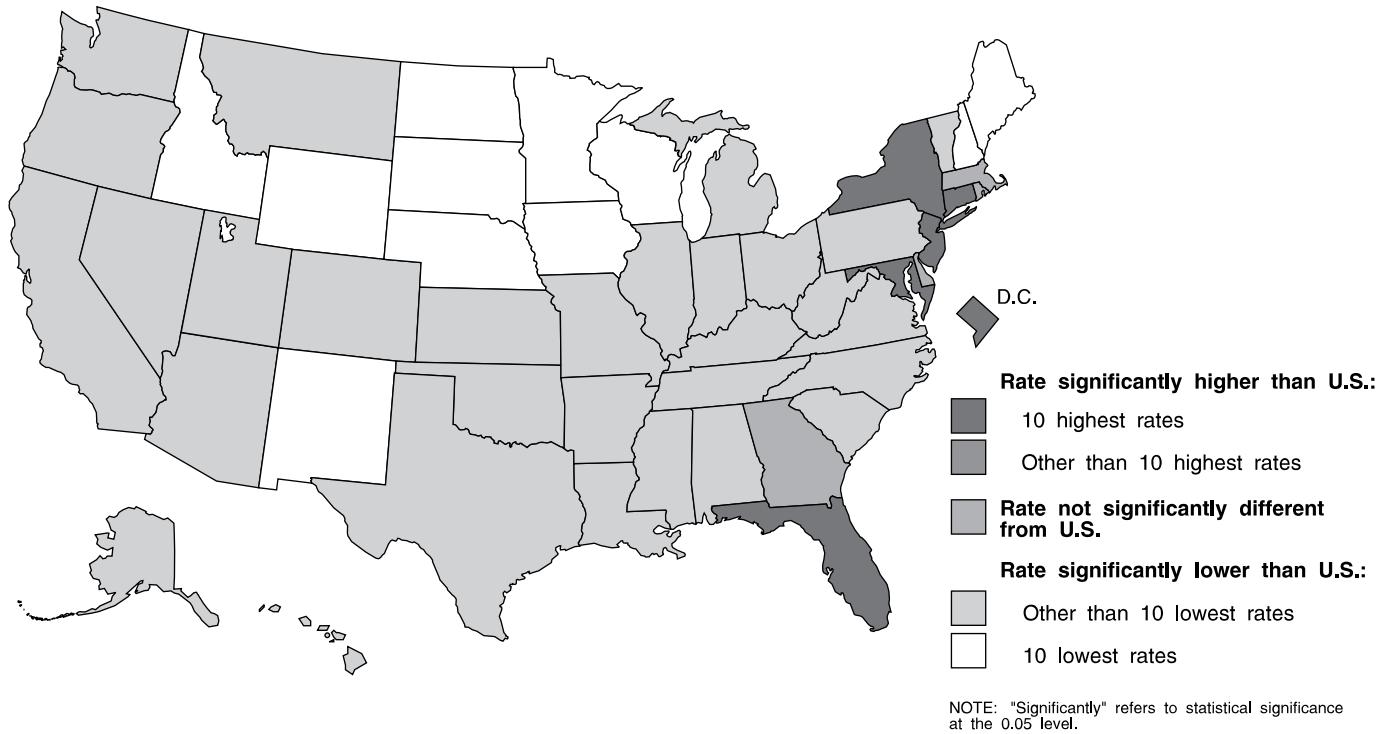 D.C.
Rate significantly higher than U.S.:
10 highest rates
Other than 10 highest rates
Rate not significantly different
from U.S.
Rate significantly lower than U.S.:
Other than 10 lowest rates
10 lowest rates
NOTE: "Significantly" refers to statistical significance
at the 0.05 level.